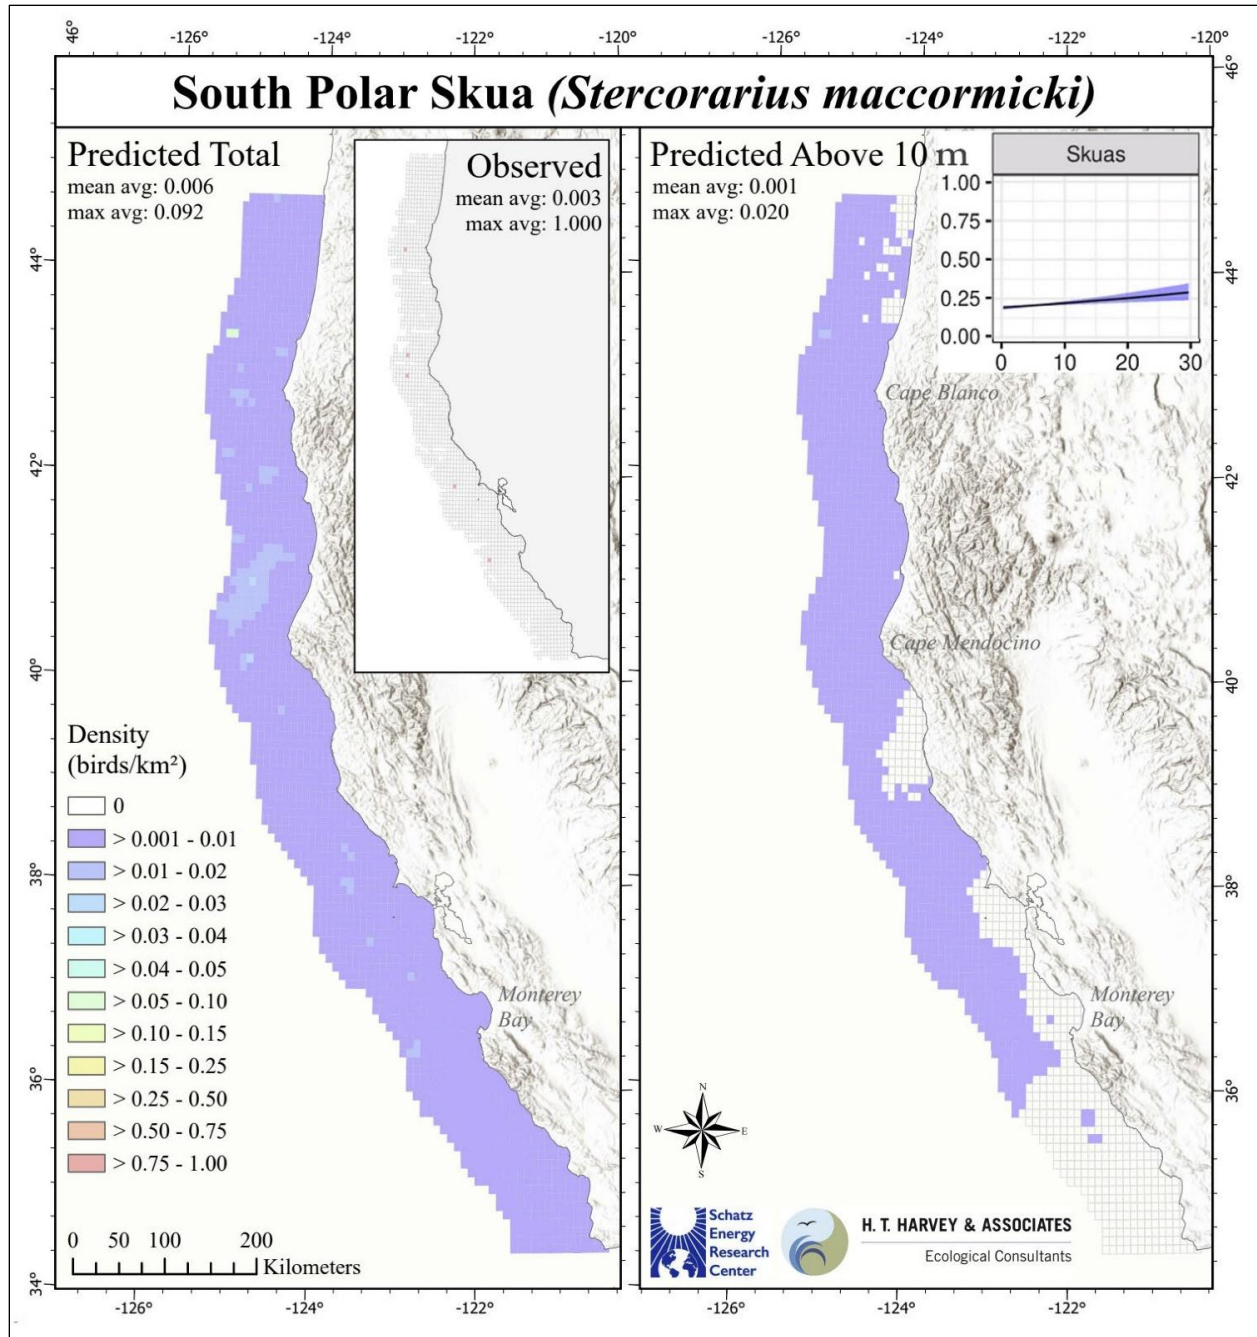 46°
-126°
-124°
-122°
-120°
-126°
-124°
-122°
-120°
46°
South Polar Skua (Stercorarius maccormicki)
Predicted Total
mean avg: 0.006
max avg: 0.092
Observed
mean avg: 0.003
max avg: 1.000
Predicted Above 10 m
mean avg: 0.001
max avg: 0.020
Skuas
1.00
0.75
0.50
0.25
0.00
0
10
20
30
44°
44°
Cape Blanco
42°
42°
Cape Mendocino
40°
40°
Density
(birds/km²)
0
> 0.001 - 0.01
> 0.01 - 0.02
> 0.02 - 0.03
> 0.03 - 0.04
> 0.04 - 0.05
> 0.05 - 0.10
> 0.10 - 0.15
> 0.15 - 0.25
> 0.25 - 0.50
> 0.50 - 0.75
> 0.75 - 1.00
38°
38°
Monterey
Bay
Monterey
Bay
36°
36°
N
W
E
S
0 50 100 200
Kilometers
Schatz
Energy
Research
Center
H. T. HARVEY & ASSOCIATES
Ecological Consultants
34°
-126°
-124°
-122°
-126°
-124°
-122°